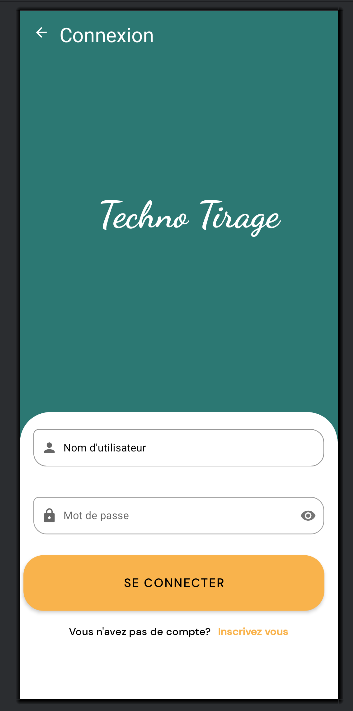 Connexion
Techno Tirage
Nom d'utilisateur
Mot de passe
SE CONNECTER
Vous n'avez pas de compte? Inscrivez vous